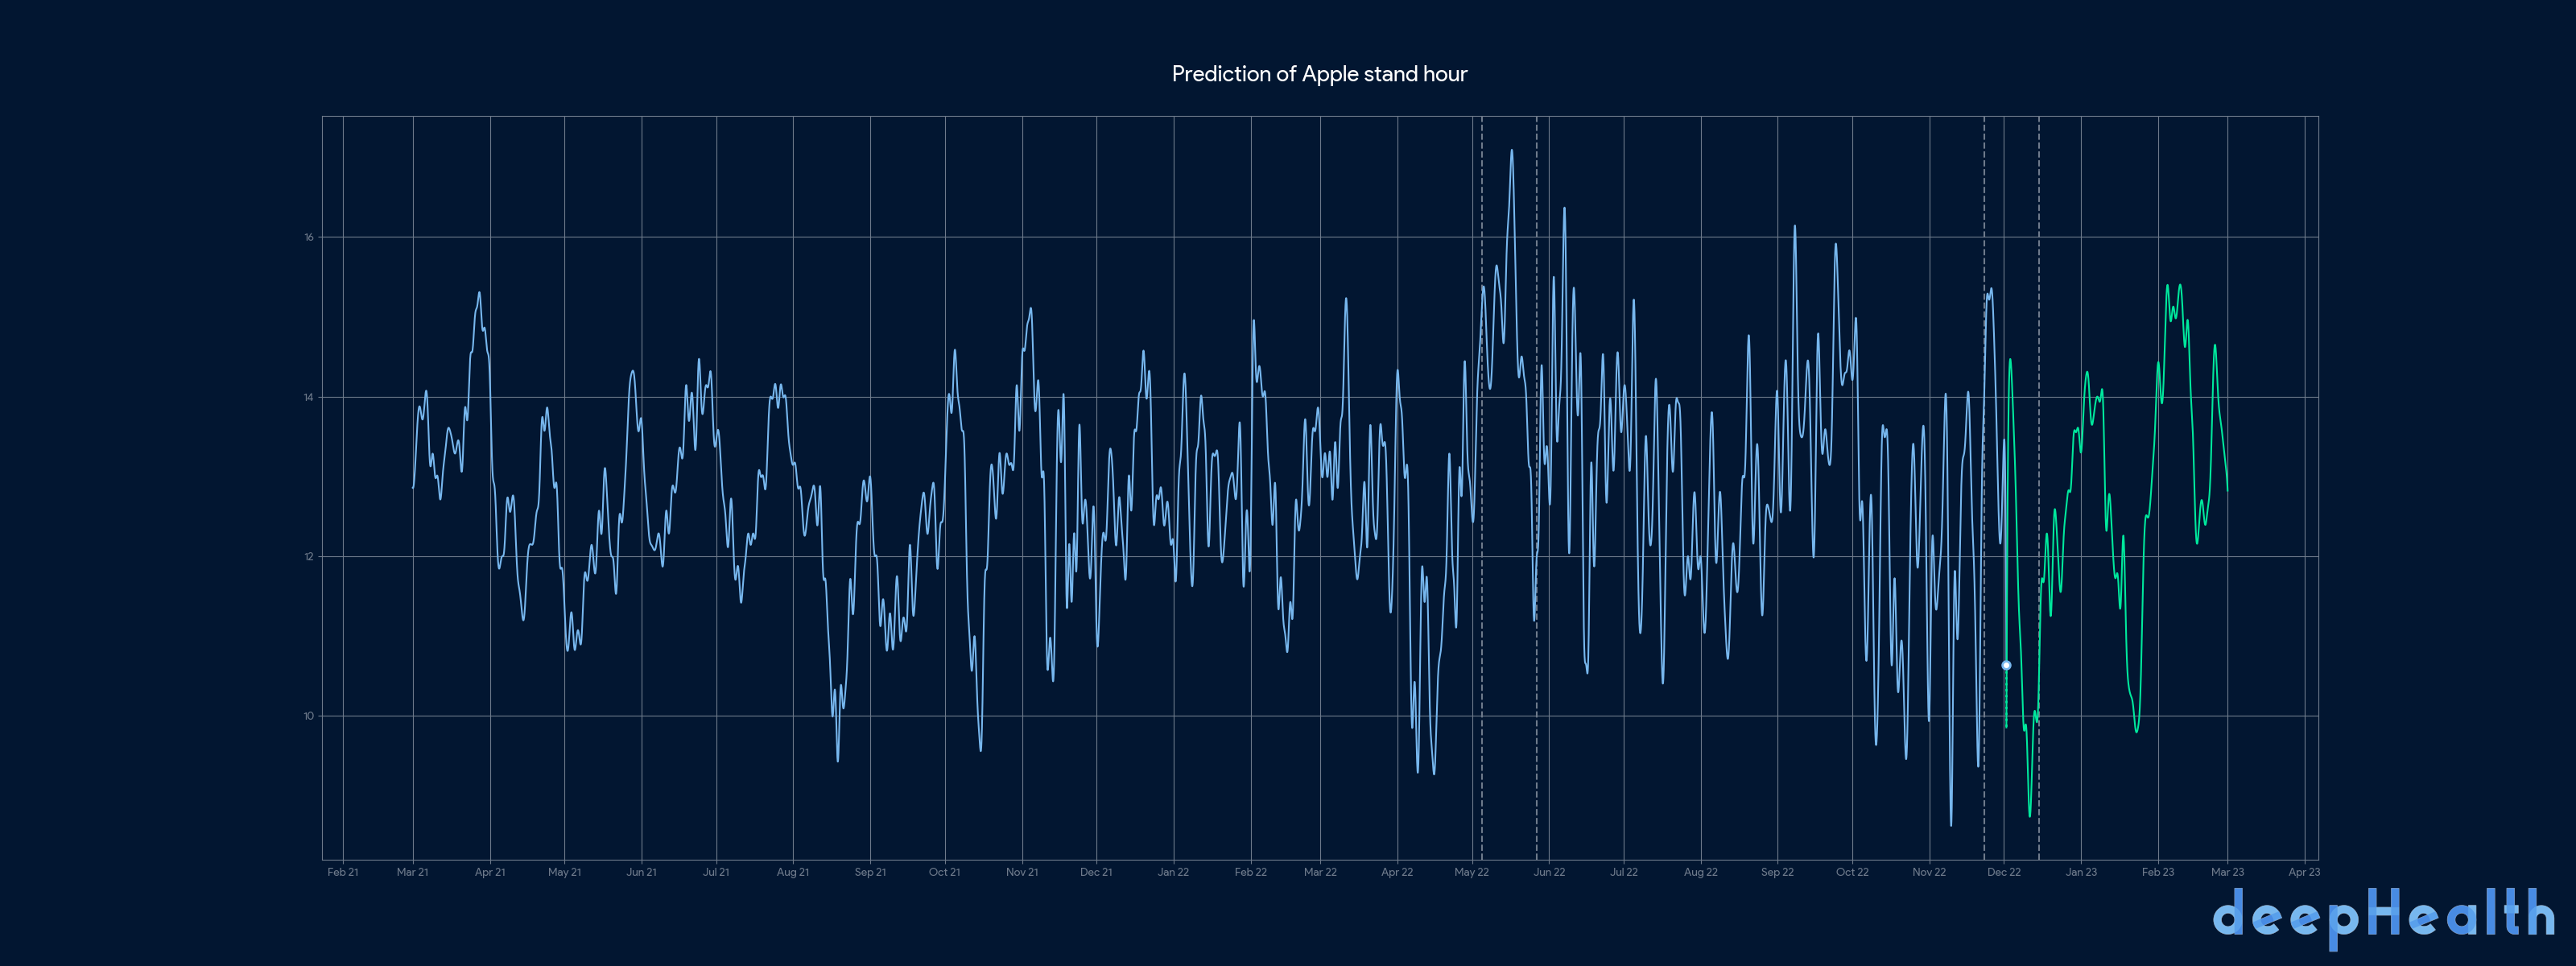 Prediction of Apple stand hour
16
14
12
10
Feb 21 Mar 21 Apr 21 May 21 Jun 21 Jul 21 Aug 21 Sep 21 Oct 21 Nov 21 Dec 21 Jan 22 Feb 22 Mar 22 Apr 22 May 22 Jun 22 Jul 22 Aug 22 Sep 22 Oct 22 Nov 22 Dec 22 Jan 23 Feb 23 Mar 23 Apr 23
deepHealth